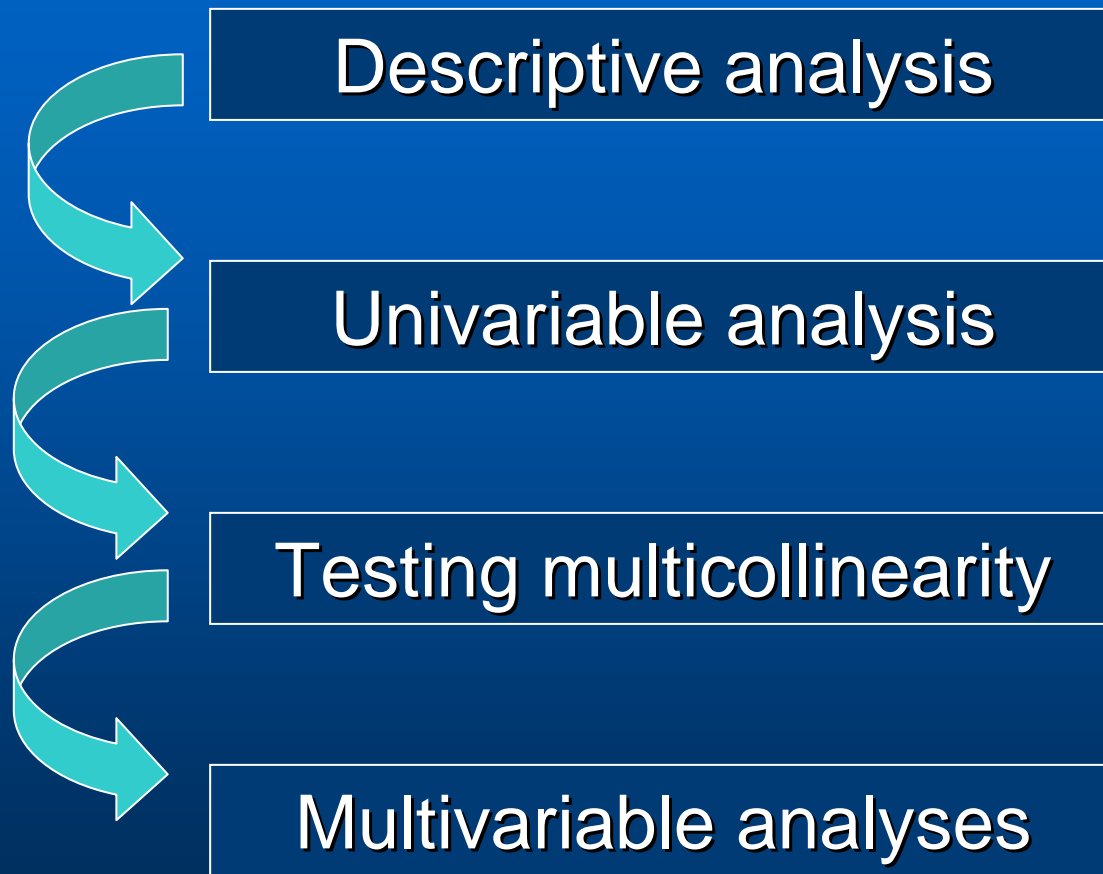 Descriptive analysis
Univariable analysis
Testing multicollinearity
Multivariable analyses